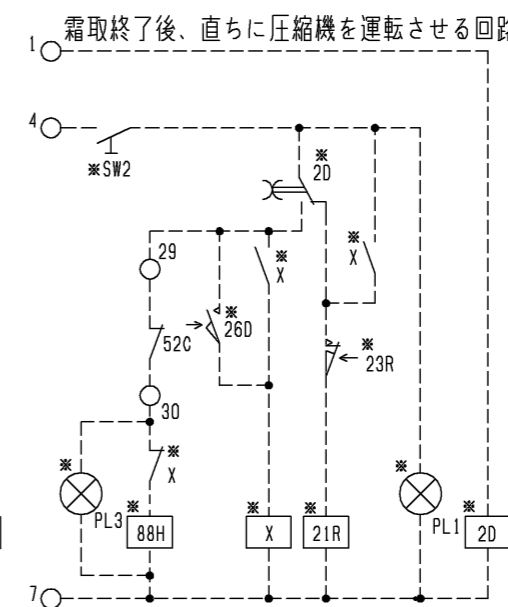 霜取終了後、直ちに圧縮機を運転させる回路
1
4
※SW2
※
2D
29
※
X
※
X
52C
※
26D
※
23R
30
※
X
※
PL3
※
88H
※
X
※
21R
※
PL1
※
2D
7